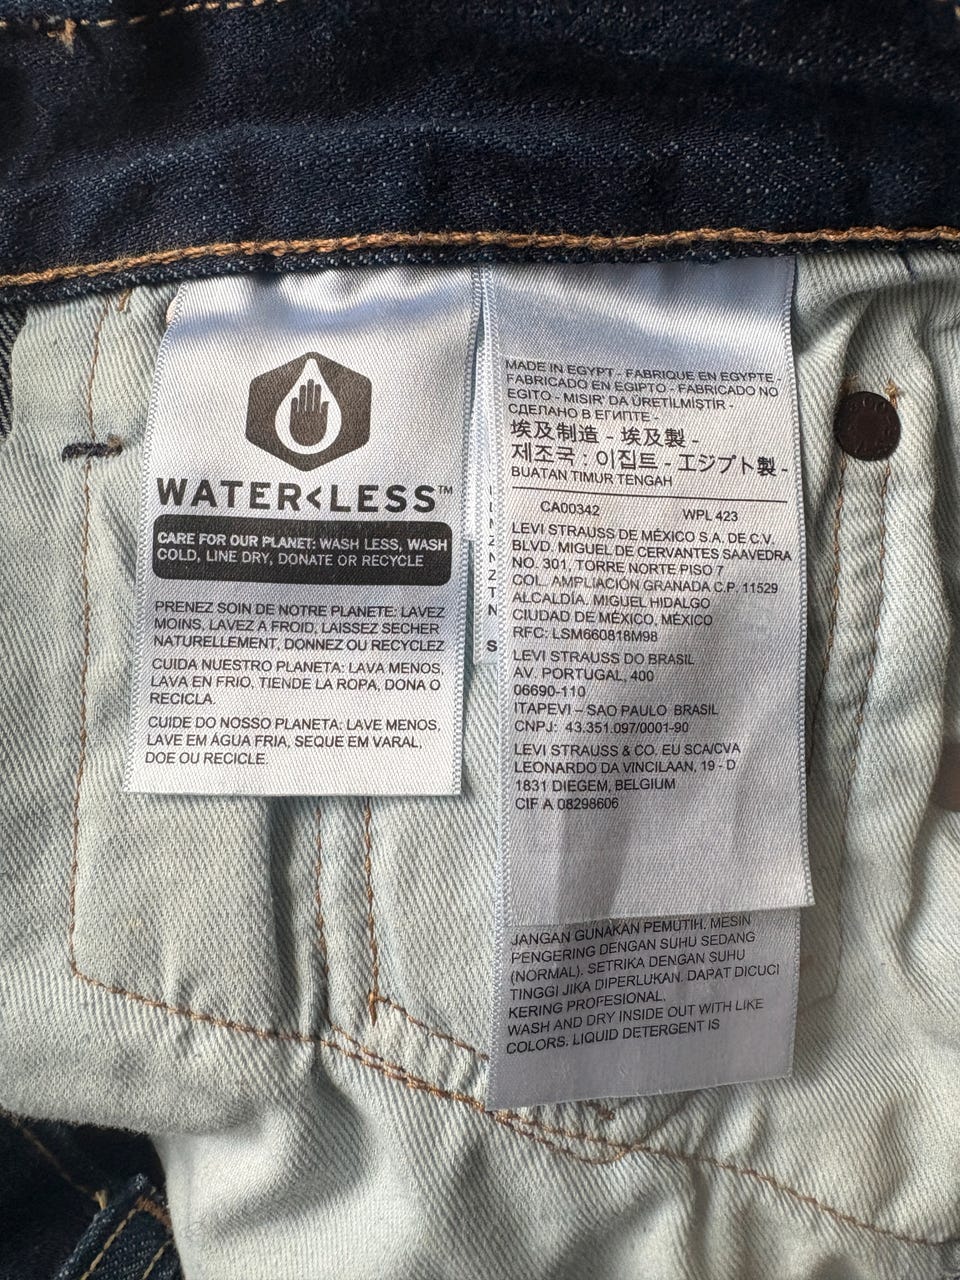 WATER<LESS™
CARE FOR OUR PLANET: WASH LESS, WASH
COLD, LINE DRY, DONATE OR RECYCLE
PRENEZ SOIN DE NOTRE PLANETE: LAVEZ
MOINS, LAVEZ A FROID, LAISSEZ SECHER
NATURELLEMENT, DONNEZ OU RECYCLEZ
CUIDA NUESTRO PLANETA: LAVA MENOS,
LAVA EN FRIO, TIENDE LA ROPA, DONA O
RECICLA.
CUIDE DO NOSSO PLANETA: LAVE MENOS,
LAVE EM ÁGUA FRIA, SEQUE EM VARAL,
DOE OU RECICLE.
MADE IN EGYPT - FABRIQUE EN EGYPTE -
FABRICADO EN EGIPTO - FABRICADO NO
EGITO - MISIR' DA ÜRETİLMİŞTİR -
СДЕЛАНО В ЕГИПТЕ -
埃及制造 - 埃及製 -
제조국 : 이집트 - エジプト製 -
BUATAN TIMUR TENGAH
CA00342 WPL 423
LEVI STRAUSS DE MÉXICO S.A. DE C.V.
BLVD. MIGUEL DE CERVANTES SAAVEDRA
NO. 301, TORRE NORTE PISO 7
COL. AMPLIACIÓN GRANADA C.P. 11529
ALCALDÍA. MIGUEL HIDALGO
CIUDAD DE MÉXICO, MÉXICO
RFC: LSM660818M98
LEVI STRAUSS DO BRASIL
AV. PORTUGAL, 400
06690-110
ITAPEVI – SAO PAULO BRASIL
CNPJ: 43.351.097/0001-90
LEVI STRAUSS & CO. EU SCA/CVA
LEONARDO DA VINCILAAN, 19 - D
1831 DIEGEM, BELGIUM
CIF A 08298606
JANGAN GUNAKAN PEMUTIH. MESIN
PENGERING DENGAN SUHU SEDANG
(NORMAL). SETRIKA DENGAN SUHU
TINGGI JIKA DIPERLUKAN. DAPAT DICUCI
KERING PROFESIONAL.
WASH AND DRY INSIDE OUT WITH LIKE
COLORS. LIQUID DETERGENT IS